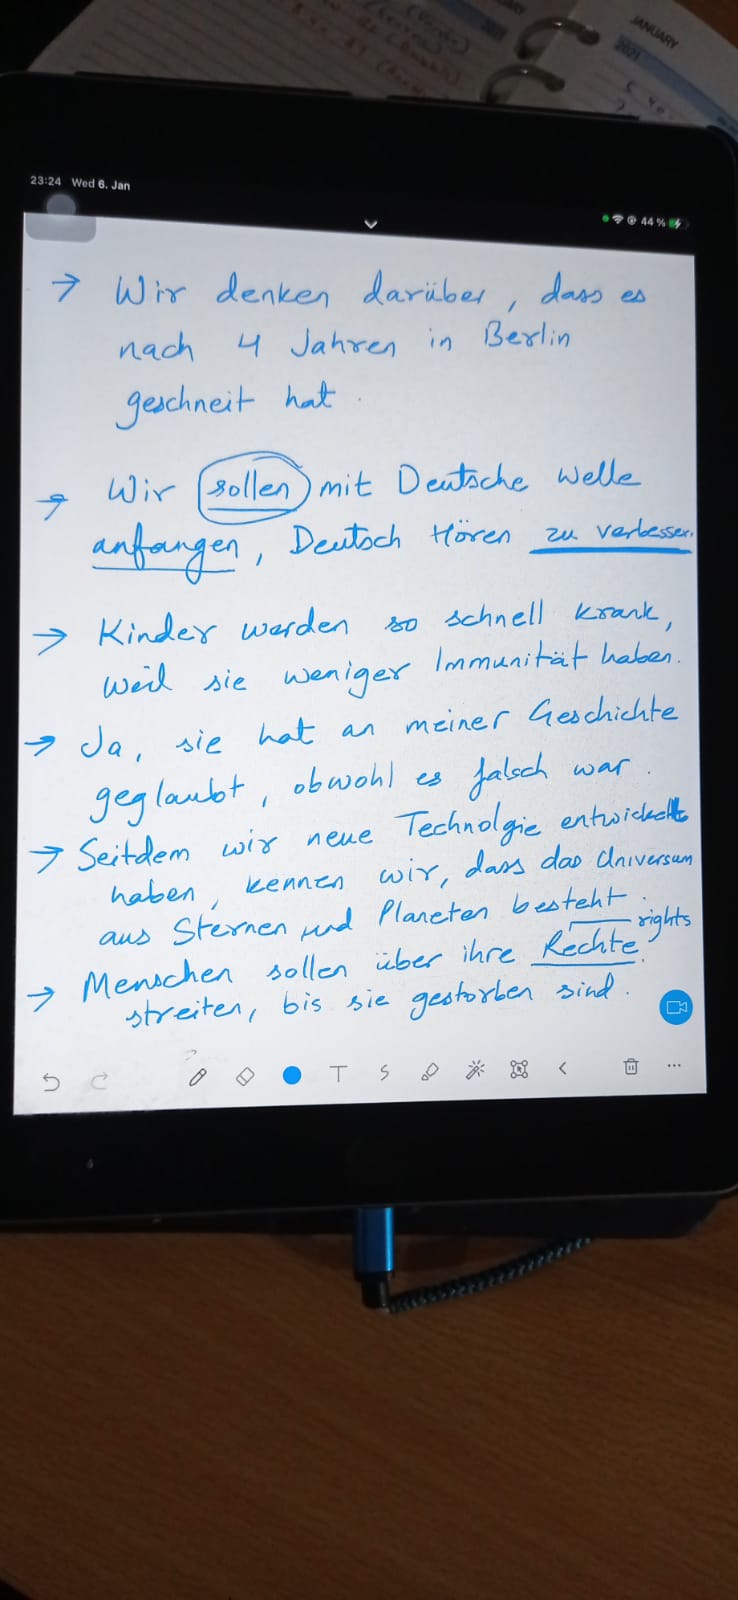 JANUARY
2021
23:24 Wed 6. Jan
44 %
→ Wir denken darüber, dass es
nach 4 Jahren in Berlin
geschneit hat.
→ Wir sollen mit Deutsche Welle
anfangen, Deutsch Hören zu verbesser.
→ Kinder werden so schnell krank,
weil sie weniger Immunität haben.
→ Ja, sie hat an meiner Geschichte
geglaubt, obwohl es falsch war.
→ Seitdem wir neue Technolgie entwickelt
haben, kennen wir, dass das Universum
aus Sternen und Planeten besteht.
rights
→ Menschen sollen über ihre Rechte
streiten, bis sie gestorben sind.
T